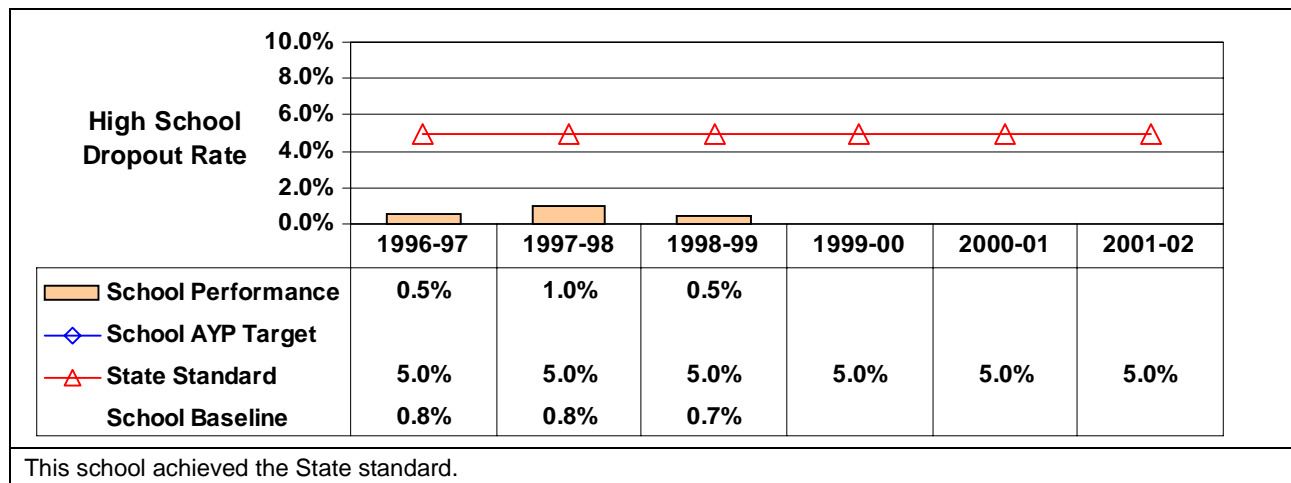 10.0%
8.0%
6.0%
4.0%
2.0%
0.0%
High School
Dropout Rate
1996-97 1997-98 1998-99 1999-00 2000-01 2001-02
School Performance 0.5% 1.0% 0.5%
School AYP Target
State Standard 5.0% 5.0% 5.0% 5.0% 5.0% 5.0%
School Baseline 0.8% 0.8% 0.7%
This school achieved the State standard.